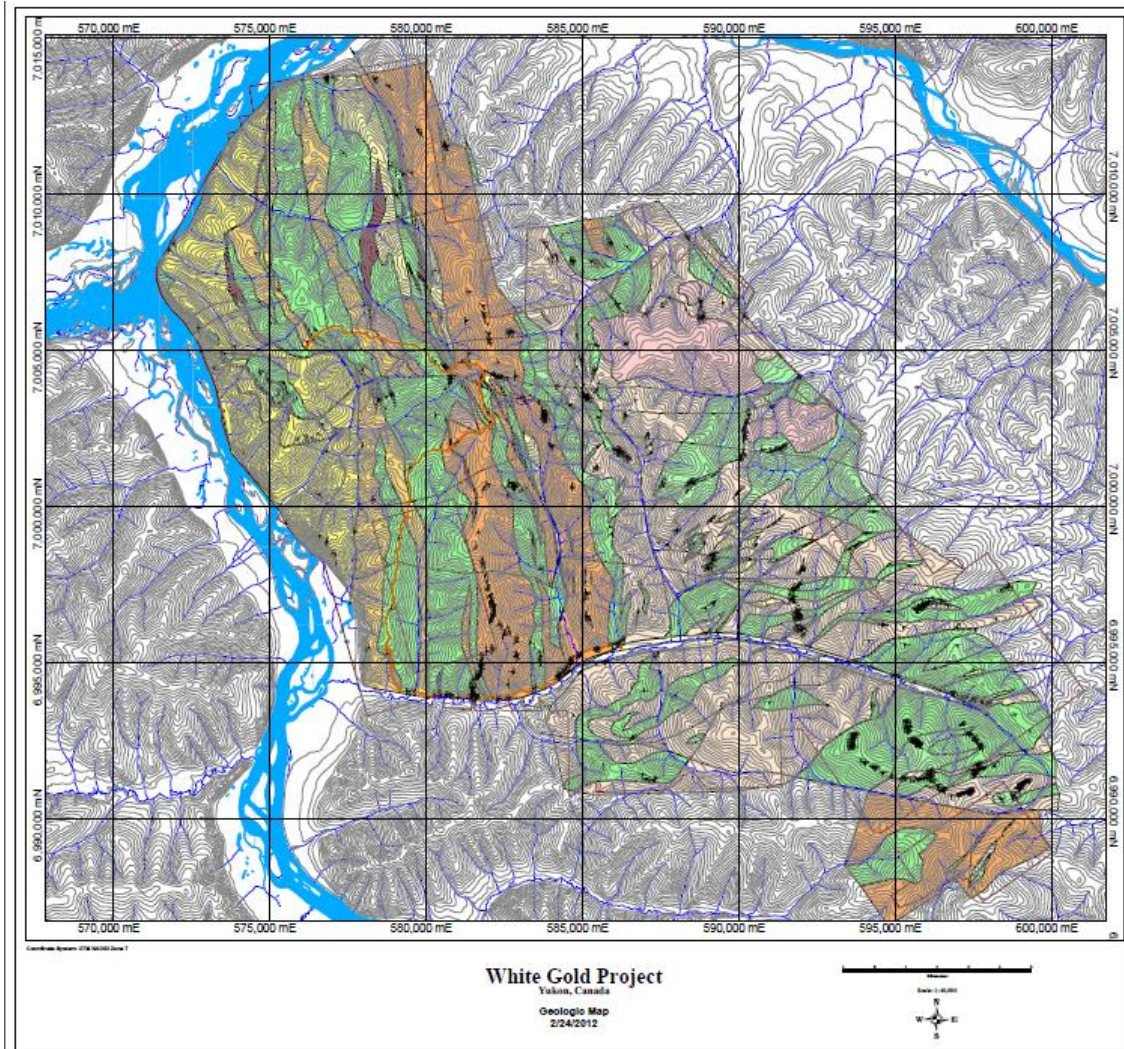 570,000 mE 575,000 mE 580,000 mE 585,000 mE 590,000 mE 595,000 mE 600,000 mE
7,015,000 m
7,010,000 mN 7,010,000 mN
7,005,000 mN 7,005,000 mN
7,000,000 mN 7,000,000 mN
6,995,000 mN 6,995,000 mN
6,990,000 mN 6,990,000 mN
6
570,000 mE 575,000 mE 580,000 mE 585,000 mE 590,000 mE 595,000 mE 600,000 mE
White Gold Project
Yukon, Canada
Geologic Map
2/24/2012
N
W E
S